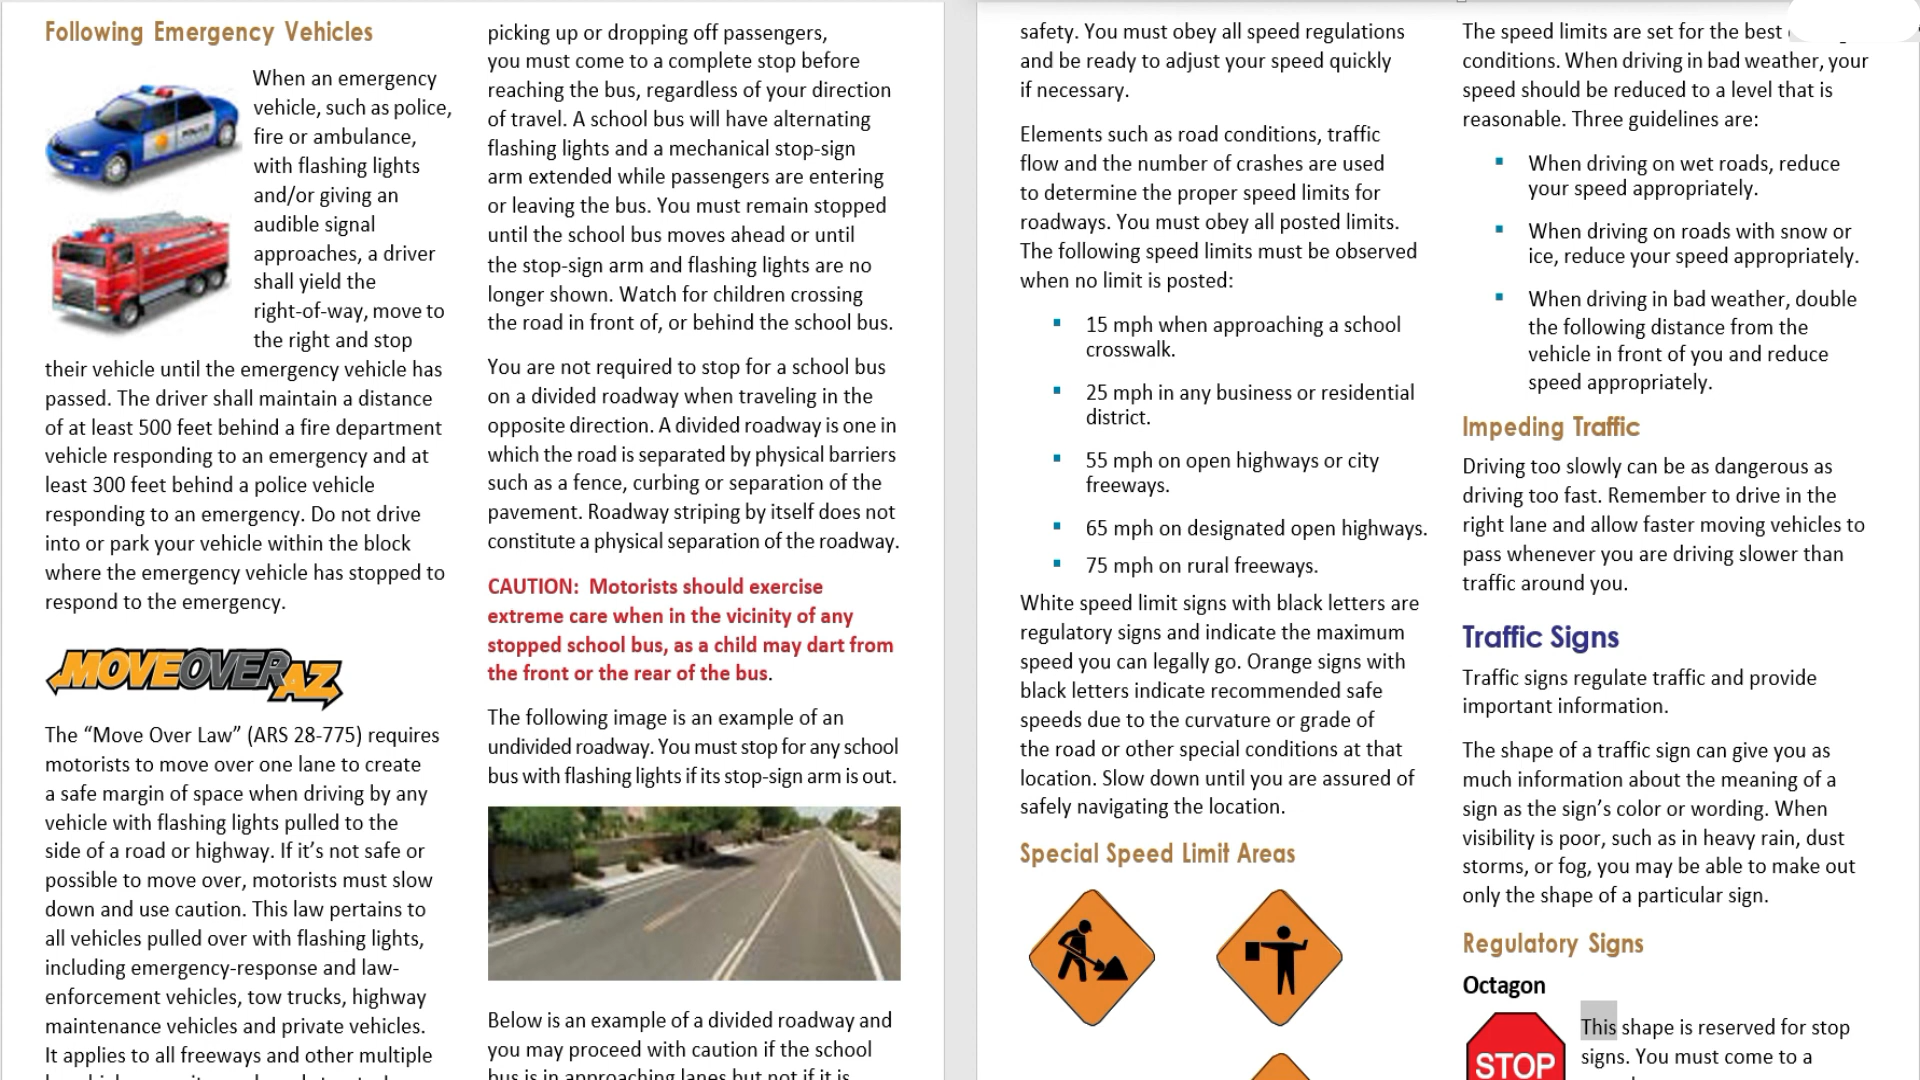 Following Emergency Vehicles
When an emergency
vehicle, such as police,
fire or ambulance,
with flashing lights
and/or giving an
audible signal
approaches, a driver
shall yield the
right-of-way, move to
the right and stop
their vehicle until the emergency vehicle has
passed. The driver shall maintain a distance
of at least 500 feet behind a fire department
vehicle responding to an emergency and at
least 300 feet behind a police vehicle
responding to an emergency. Do not drive
into or park your vehicle within the block
where the emergency vehicle has stopped to
respond to the emergency.
MOVEOVERAZ
The “Move Over Law” (ARS 28-775) requires
motorists to move over one lane to create
a safe margin of space when driving by any
vehicle with flashing lights pulled to the
side of a road or highway. If it’s not safe or
possible to move over, motorists must slow
down and use caution. This law pertains to
all vehicles pulled over with flashing lights,
including emergency-response and law-
enforcement vehicles, tow trucks, highway
maintenance vehicles and private vehicles.
It applies to all freeways and other multiple
picking up or dropping off passengers,
you must come to a complete stop before
reaching the bus, regardless of your direction
of travel. A school bus will have alternating
flashing lights and a mechanical stop-sign
arm extended while passengers are entering
or leaving the bus. You must remain stopped
until the school bus moves ahead or until
the stop-sign arm and flashing lights are no
longer shown. Watch for children crossing
the road in front of, or behind the school bus.
You are not required to stop for a school bus
on a divided roadway when traveling in the
opposite direction. A divided roadway is one in
which the road is separated by physical barriers
such as a fence, curbing or separation of the
pavement. Roadway striping by itself does not
constitute a physical separation of the roadway.
CAUTION: Motorists should exercise
extreme care when in the vicinity of any
stopped school bus, as a child may dart from
the front or the rear of the bus.
The following image is an example of an
undivided roadway. You must stop for any school
bus with flashing lights if its stop-sign arm is out.
Below is an example of a divided roadway and
you may proceed with caution if the school
bus is in approaching lanes but not if it is
safety. You must obey all speed regulations
and be ready to adjust your speed quickly
if necessary.
Elements such as road conditions, traffic
flow and the number of crashes are used
to determine the proper speed limits for
roadways. You must obey all posted limits.
The following speed limits must be observed
when no limit is posted:
15 mph when approaching a school
crosswalk.
25 mph in any business or residential
district.
55 mph on open highways or city
freeways.
65 mph on designated open highways.
75 mph on rural freeways.
White speed limit signs with black letters are
regulatory signs and indicate the maximum
speed you can legally go. Orange signs with
black letters indicate recommended safe
speeds due to the curvature or grade of
the road or other special conditions at that
location. Slow down until you are assured of
safely navigating the location.
Special Speed Limit Areas
The speed limits are set for the best
conditions. When driving in bad weather, your
speed should be reduced to a level that is
reasonable. Three guidelines are:
When driving on wet roads, reduce
your speed appropriately.
When driving on roads with snow or
ice, reduce your speed appropriately.
When driving in bad weather, double
the following distance from the
vehicle in front of you and reduce
speed appropriately.
Impeding Traffic
Driving too slowly can be as dangerous as
driving too fast. Remember to drive in the
right lane and allow faster moving vehicles to
pass whenever you are driving slower than
traffic around you.
Traffic Signs
Traffic signs regulate traffic and provide
important information.
The shape of a traffic sign can give you as
much information about the meaning of a
sign as the sign’s color or wording. When
visibility is poor, such as in heavy rain, dust
storms, or fog, you may be able to make out
only the shape of a particular sign.
Regulatory Signs
Octagon
STOP
This shape is reserved for stop
signs. You must come to a